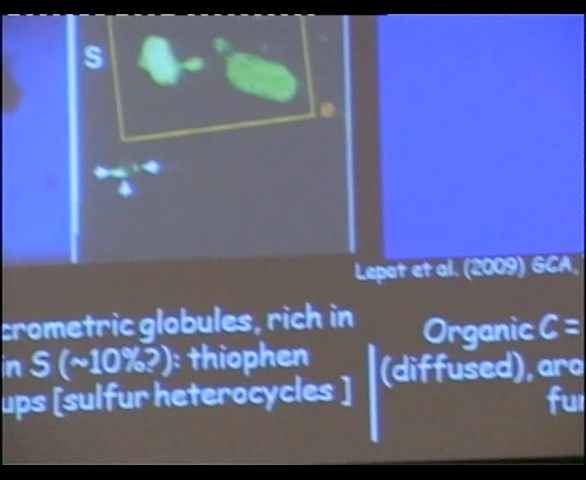 S
Lepot et al. (2009) GCA,
crometric globules, rich in
in S (~10%?): thiophen
ups [sulfur heterocycles ]
Organic C =
(diffused), aro
fu